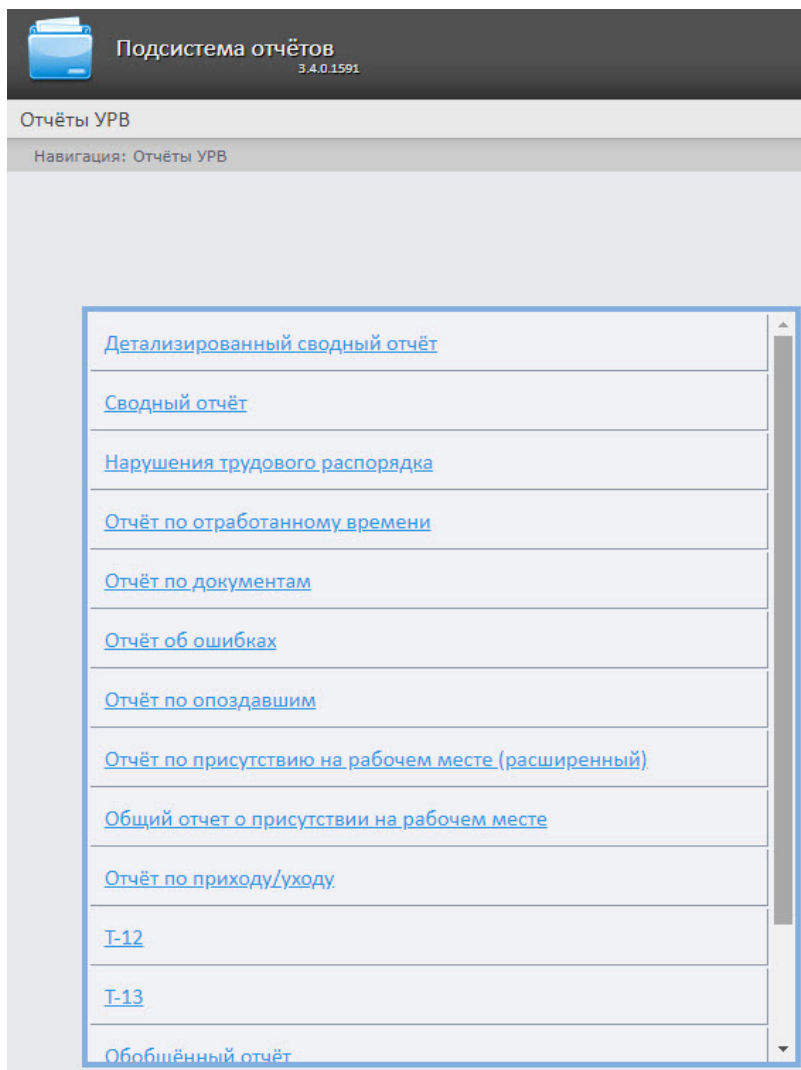 Подсистема отчётов
3.4.0.1591
Отчёты УРВ
Навигация: Отчёты УРВ
Детализированный сводный отчёт
Сводный отчёт
Нарушения трудового распорядка
Отчёт по отработанному времени
Отчёт по документам
Отчёт об ошибках
Отчёт по опоздавшим
Отчёт по присутствию на рабочем месте (расширенный)
Общий отчет о присутствии на рабочем месте
Отчёт по приходу/уходу
Т-12
Т-13
Обобщённый отчёт